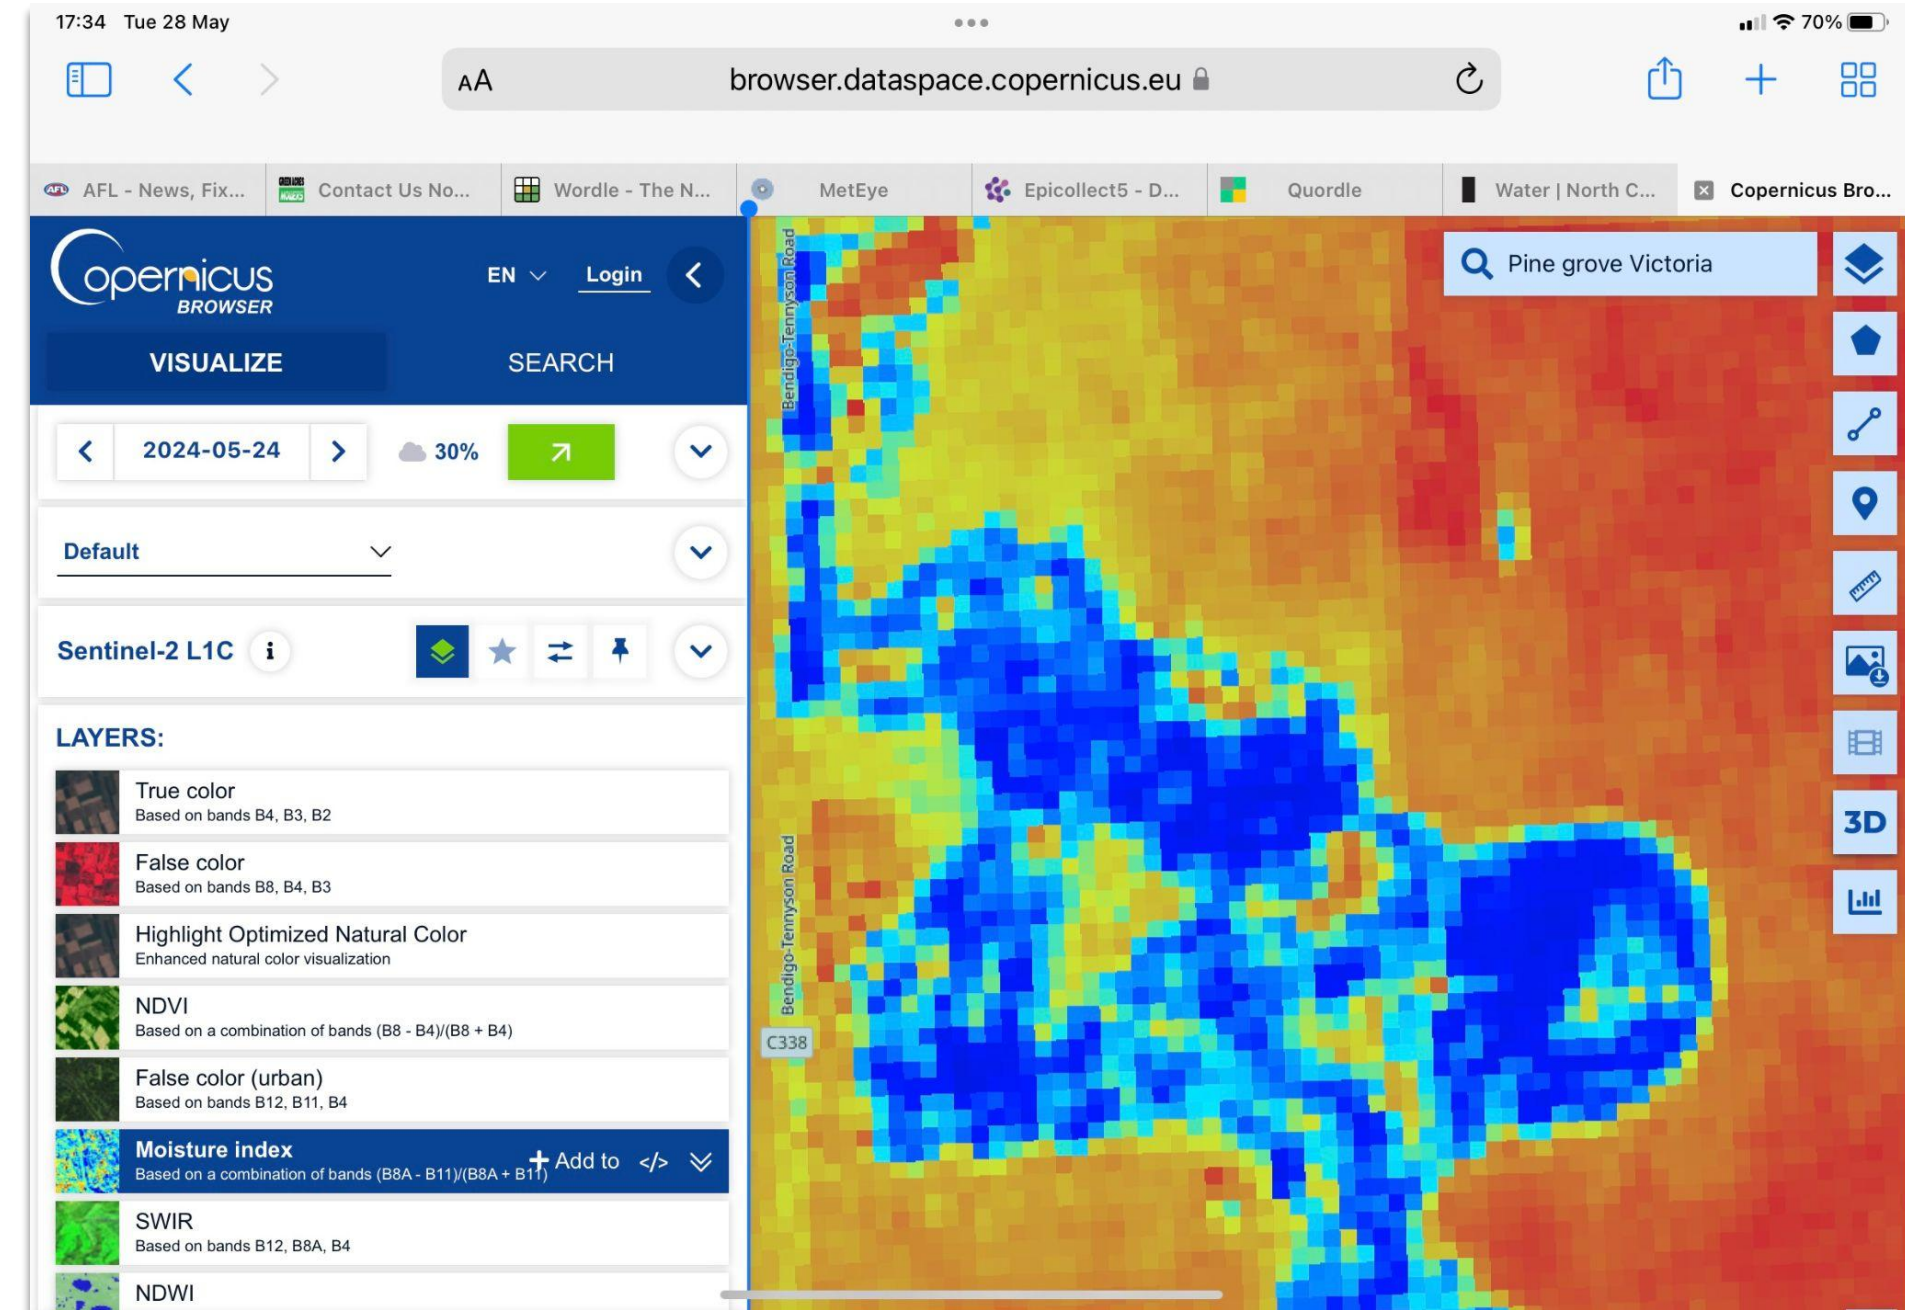 17:34 Tue 28 May
70%
AA
browser.dataspace.copernicus.eu
AFL - News, Fix...
Contact Us No...
Wordle - The N...
MetEye
Epicollect5 - D...
Quordle
Water | North C...
Copernicus Bro...
Copernicus
BROWSER
EN
Login
VISUALIZE
SEARCH
2024-05-24
30%
Default
Sentinel-2 L1C
i
LAYERS:
True color
Based on bands B4, B3, B2
False color
Based on bands B8, B4, B3
Highlight Optimized Natural Color
Enhanced natural color visualization
NDVI
Based on a combination of bands (B8 - B4)/(B8 + B4)
False color (urban)
Based on bands B12, B11, B4
Moisture index
Based on a combination of bands (B8A - B11)/(B8A + B11)
Add to </>
SWIR
Based on bands B12, B8A, B4
NDWI
Bendigo-Tennyson Road
Bendigo-Tennyson Road
C338
Pine grove Victoria
3D